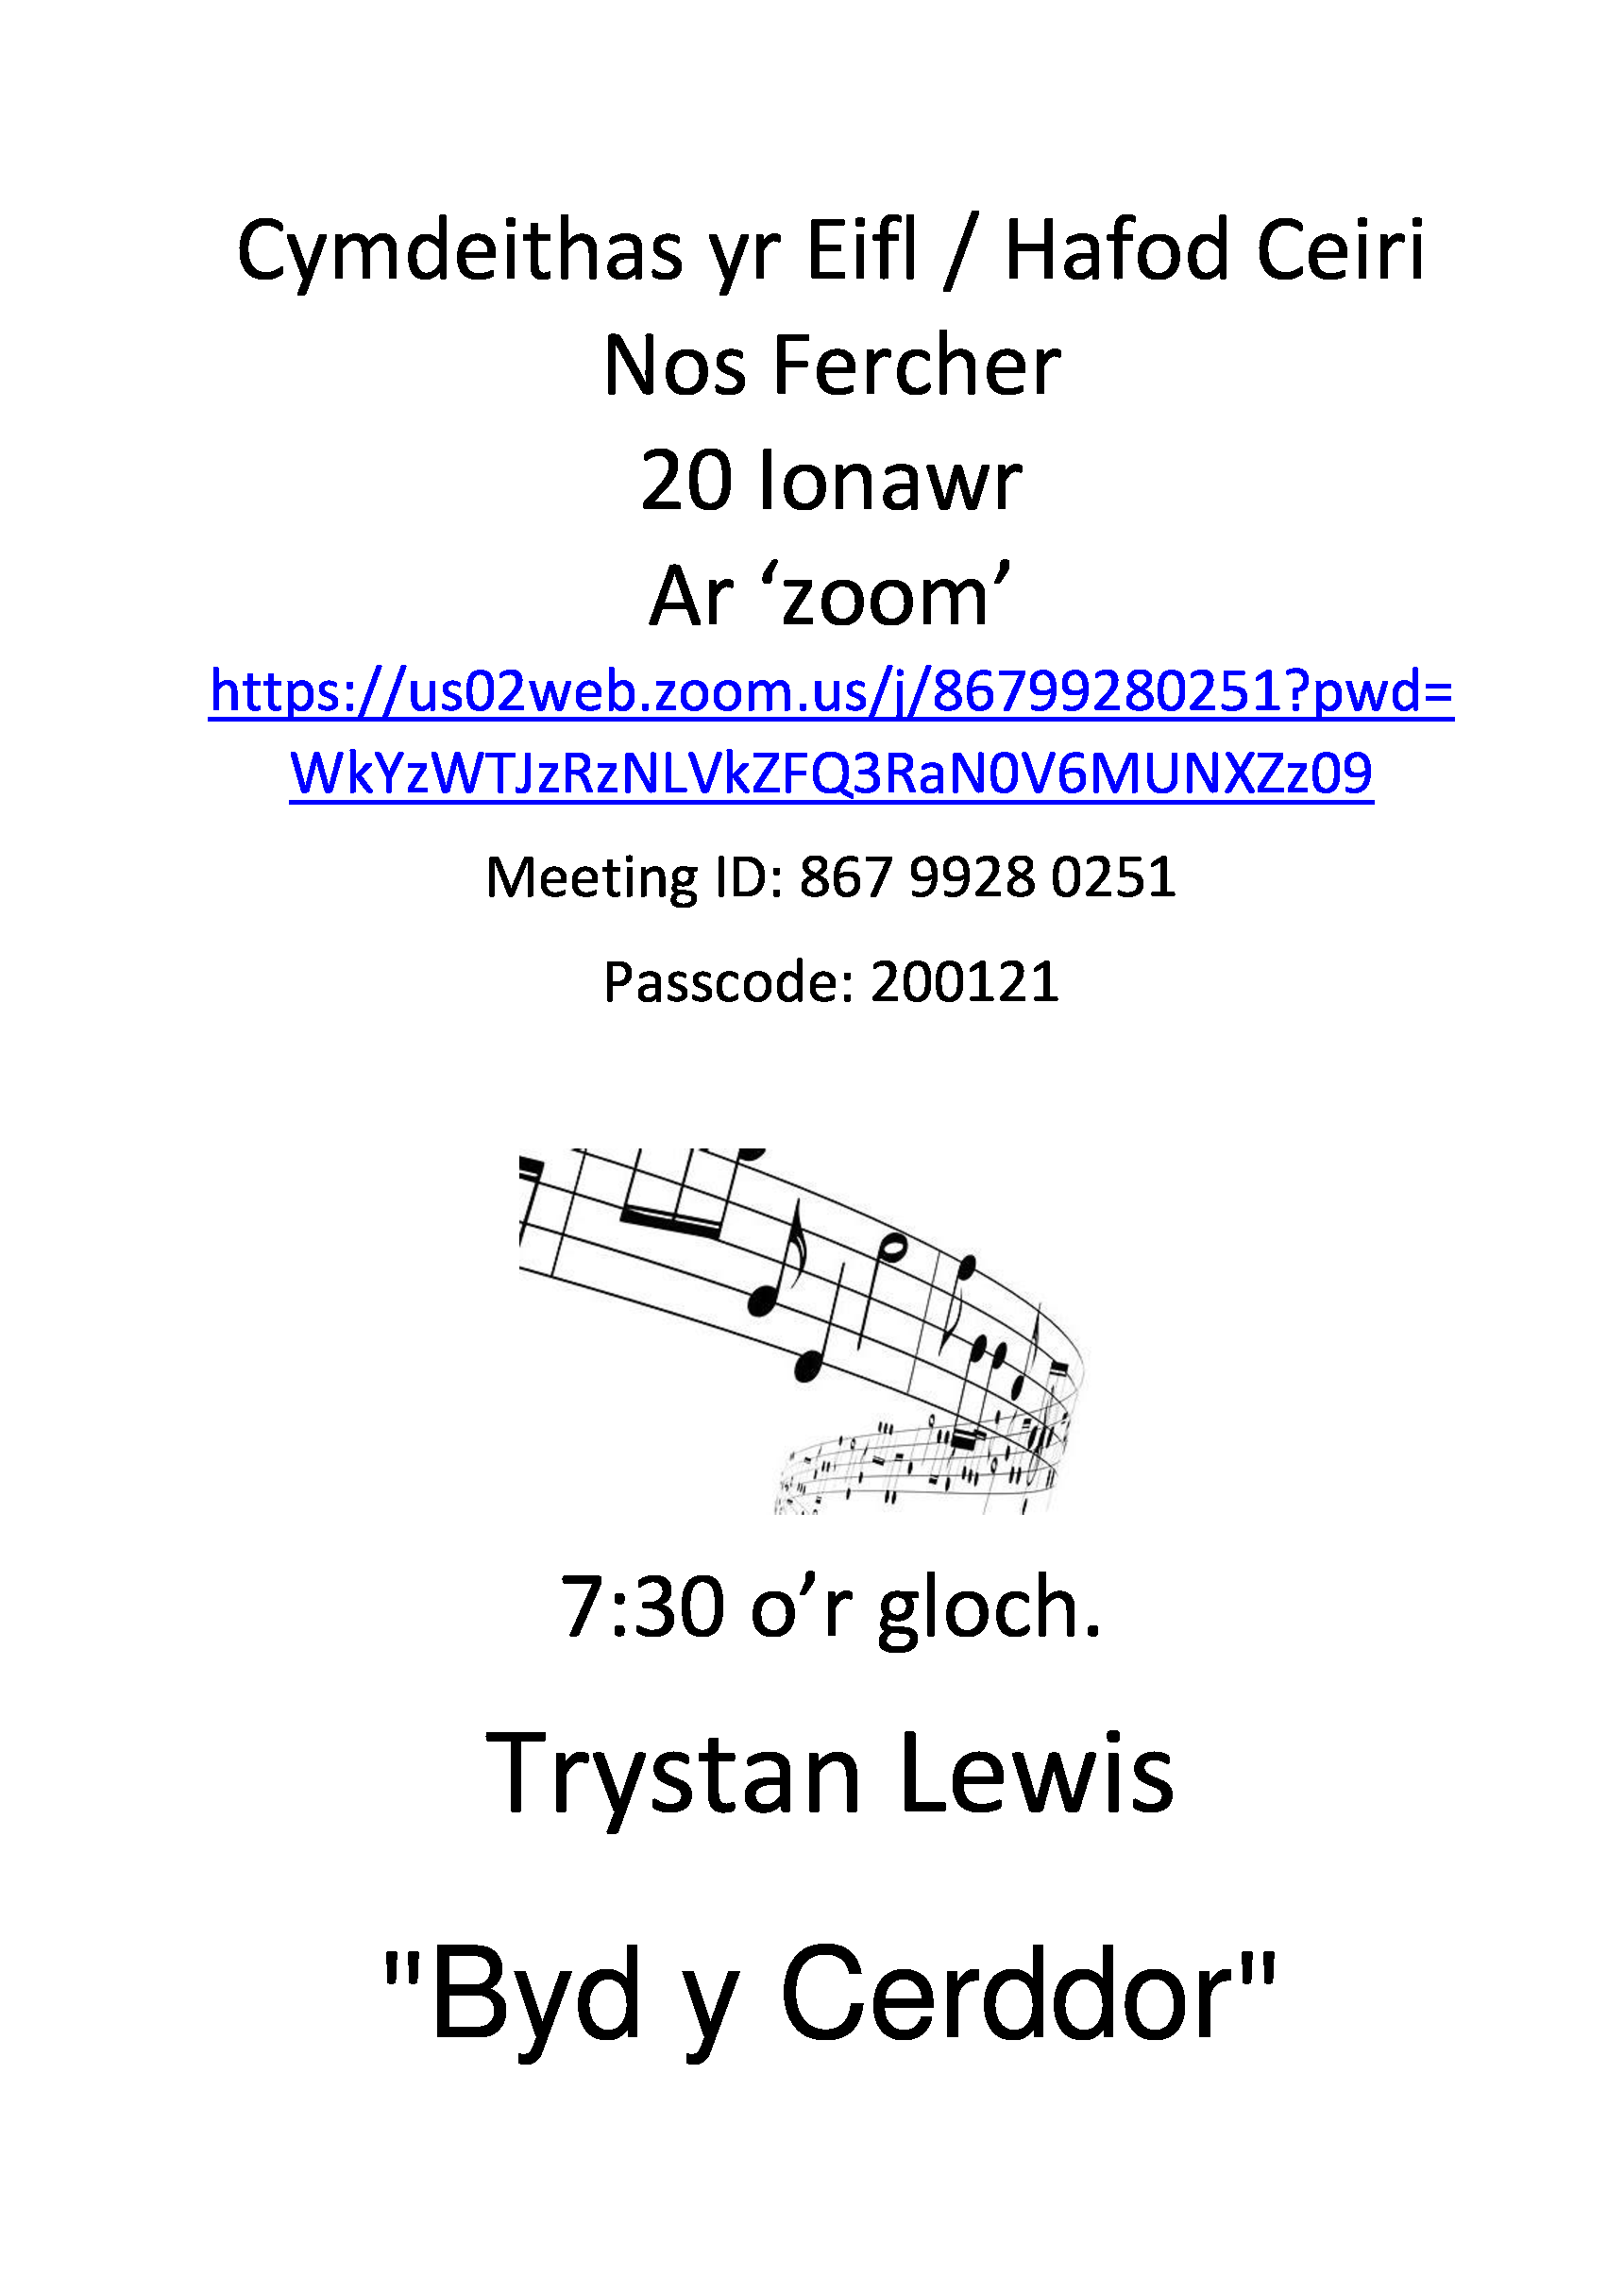 Cymdeithas yr Eifl / Hafod Ceiri
Nos Fercher
20 Ionawr
Ar ‘zoom’
https://us02web.zoom.us/j/86799280251?pwd=
WkYzWTJzRzNLVkZFQ3RaN0V6MUNXZz09
Meeting ID: 867 9928 0251
Passcode: 200121
7:30 o’r gloch.
Trystan Lewis
"Byd y Cerddor"